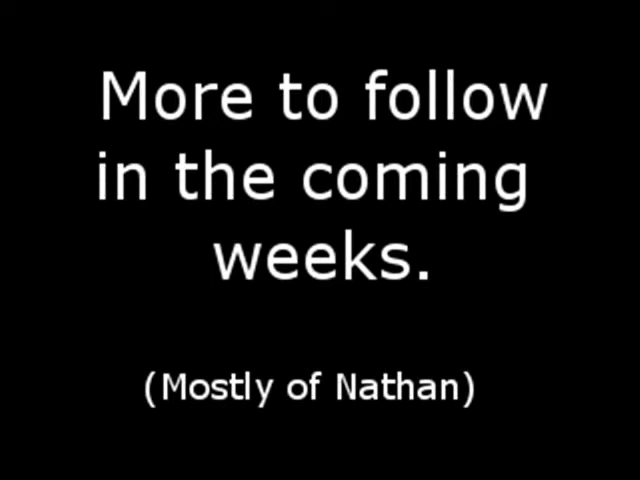 More to follow
in the coming
weeks.
(Mostly of Nathan)